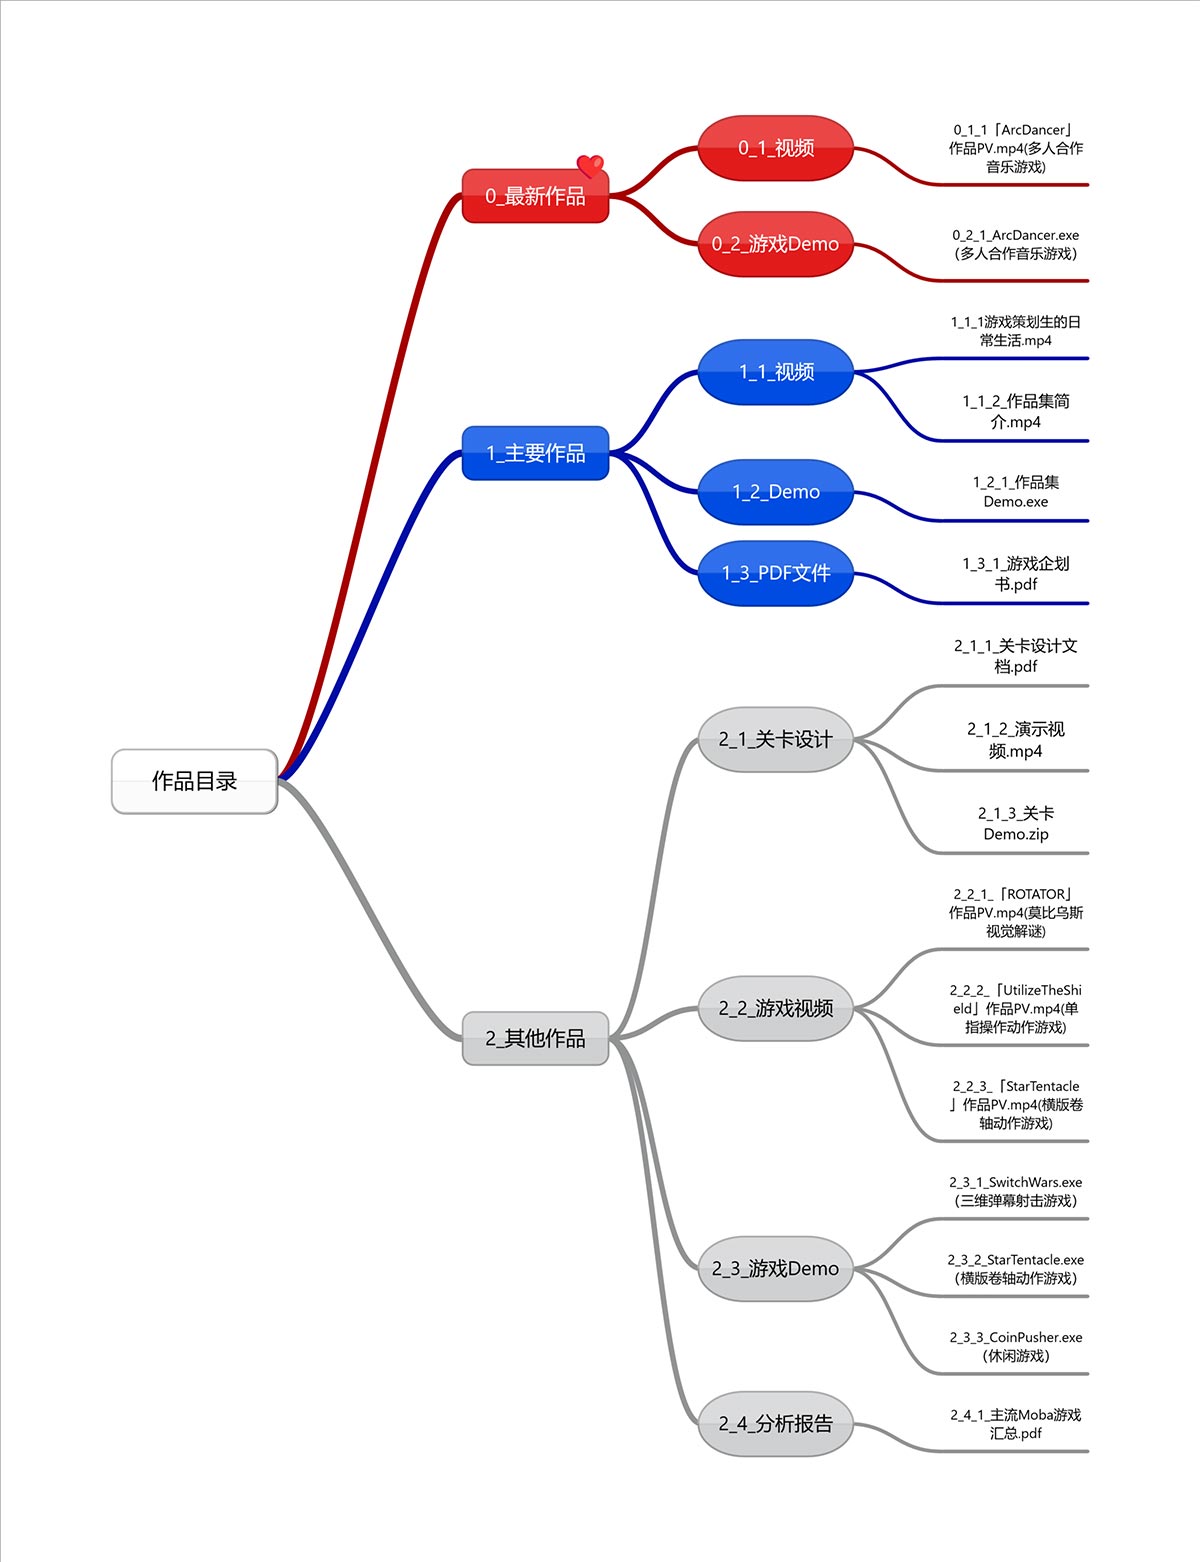 作品目录
0_最新作品
0_1_视频
0_1_1「ArcDancer」
作品PV.mp4(多人合作
音乐游戏)
0_2_游戏Demo
0_2_1_ArcDancer.exe
（多人合作音乐游戏）
1_主要作品
1_1_视频
1_1_1游戏策划生的日
常生活.mp4
1_1_2_作品集简
介.mp4
1_2_Demo
1_2_1_作品集
Demo.exe
1_3_PDF文件
1_3_1_游戏企划
书.pdf
2_其他作品
2_1_关卡设计
2_1_1_关卡设计文
档.pdf
2_1_2_演示视
频.mp4
2_1_3_关卡
Demo.zip
2_2_游戏视频
2_2_1_「ROTATOR」
作品PV.mp4(莫比乌斯
视觉解谜)
2_2_2_「UtilizeTheShi
eld」作品PV.mp4(单
指操作动作游戏)
2_2_3_「StarTentacle
」作品PV.mp4(横版卷
轴动作游戏)
2_3_游戏Demo
2_3_1_SwitchWars.exe
（三维弹幕射击游戏）
2_3_2_StarTentacle.exe
（横版卷轴动作游戏）
2_3_3_CoinPusher.exe
（休闲游戏）
2_4_分析报告
2_4_1_主流Moba游戏
汇总.pdf